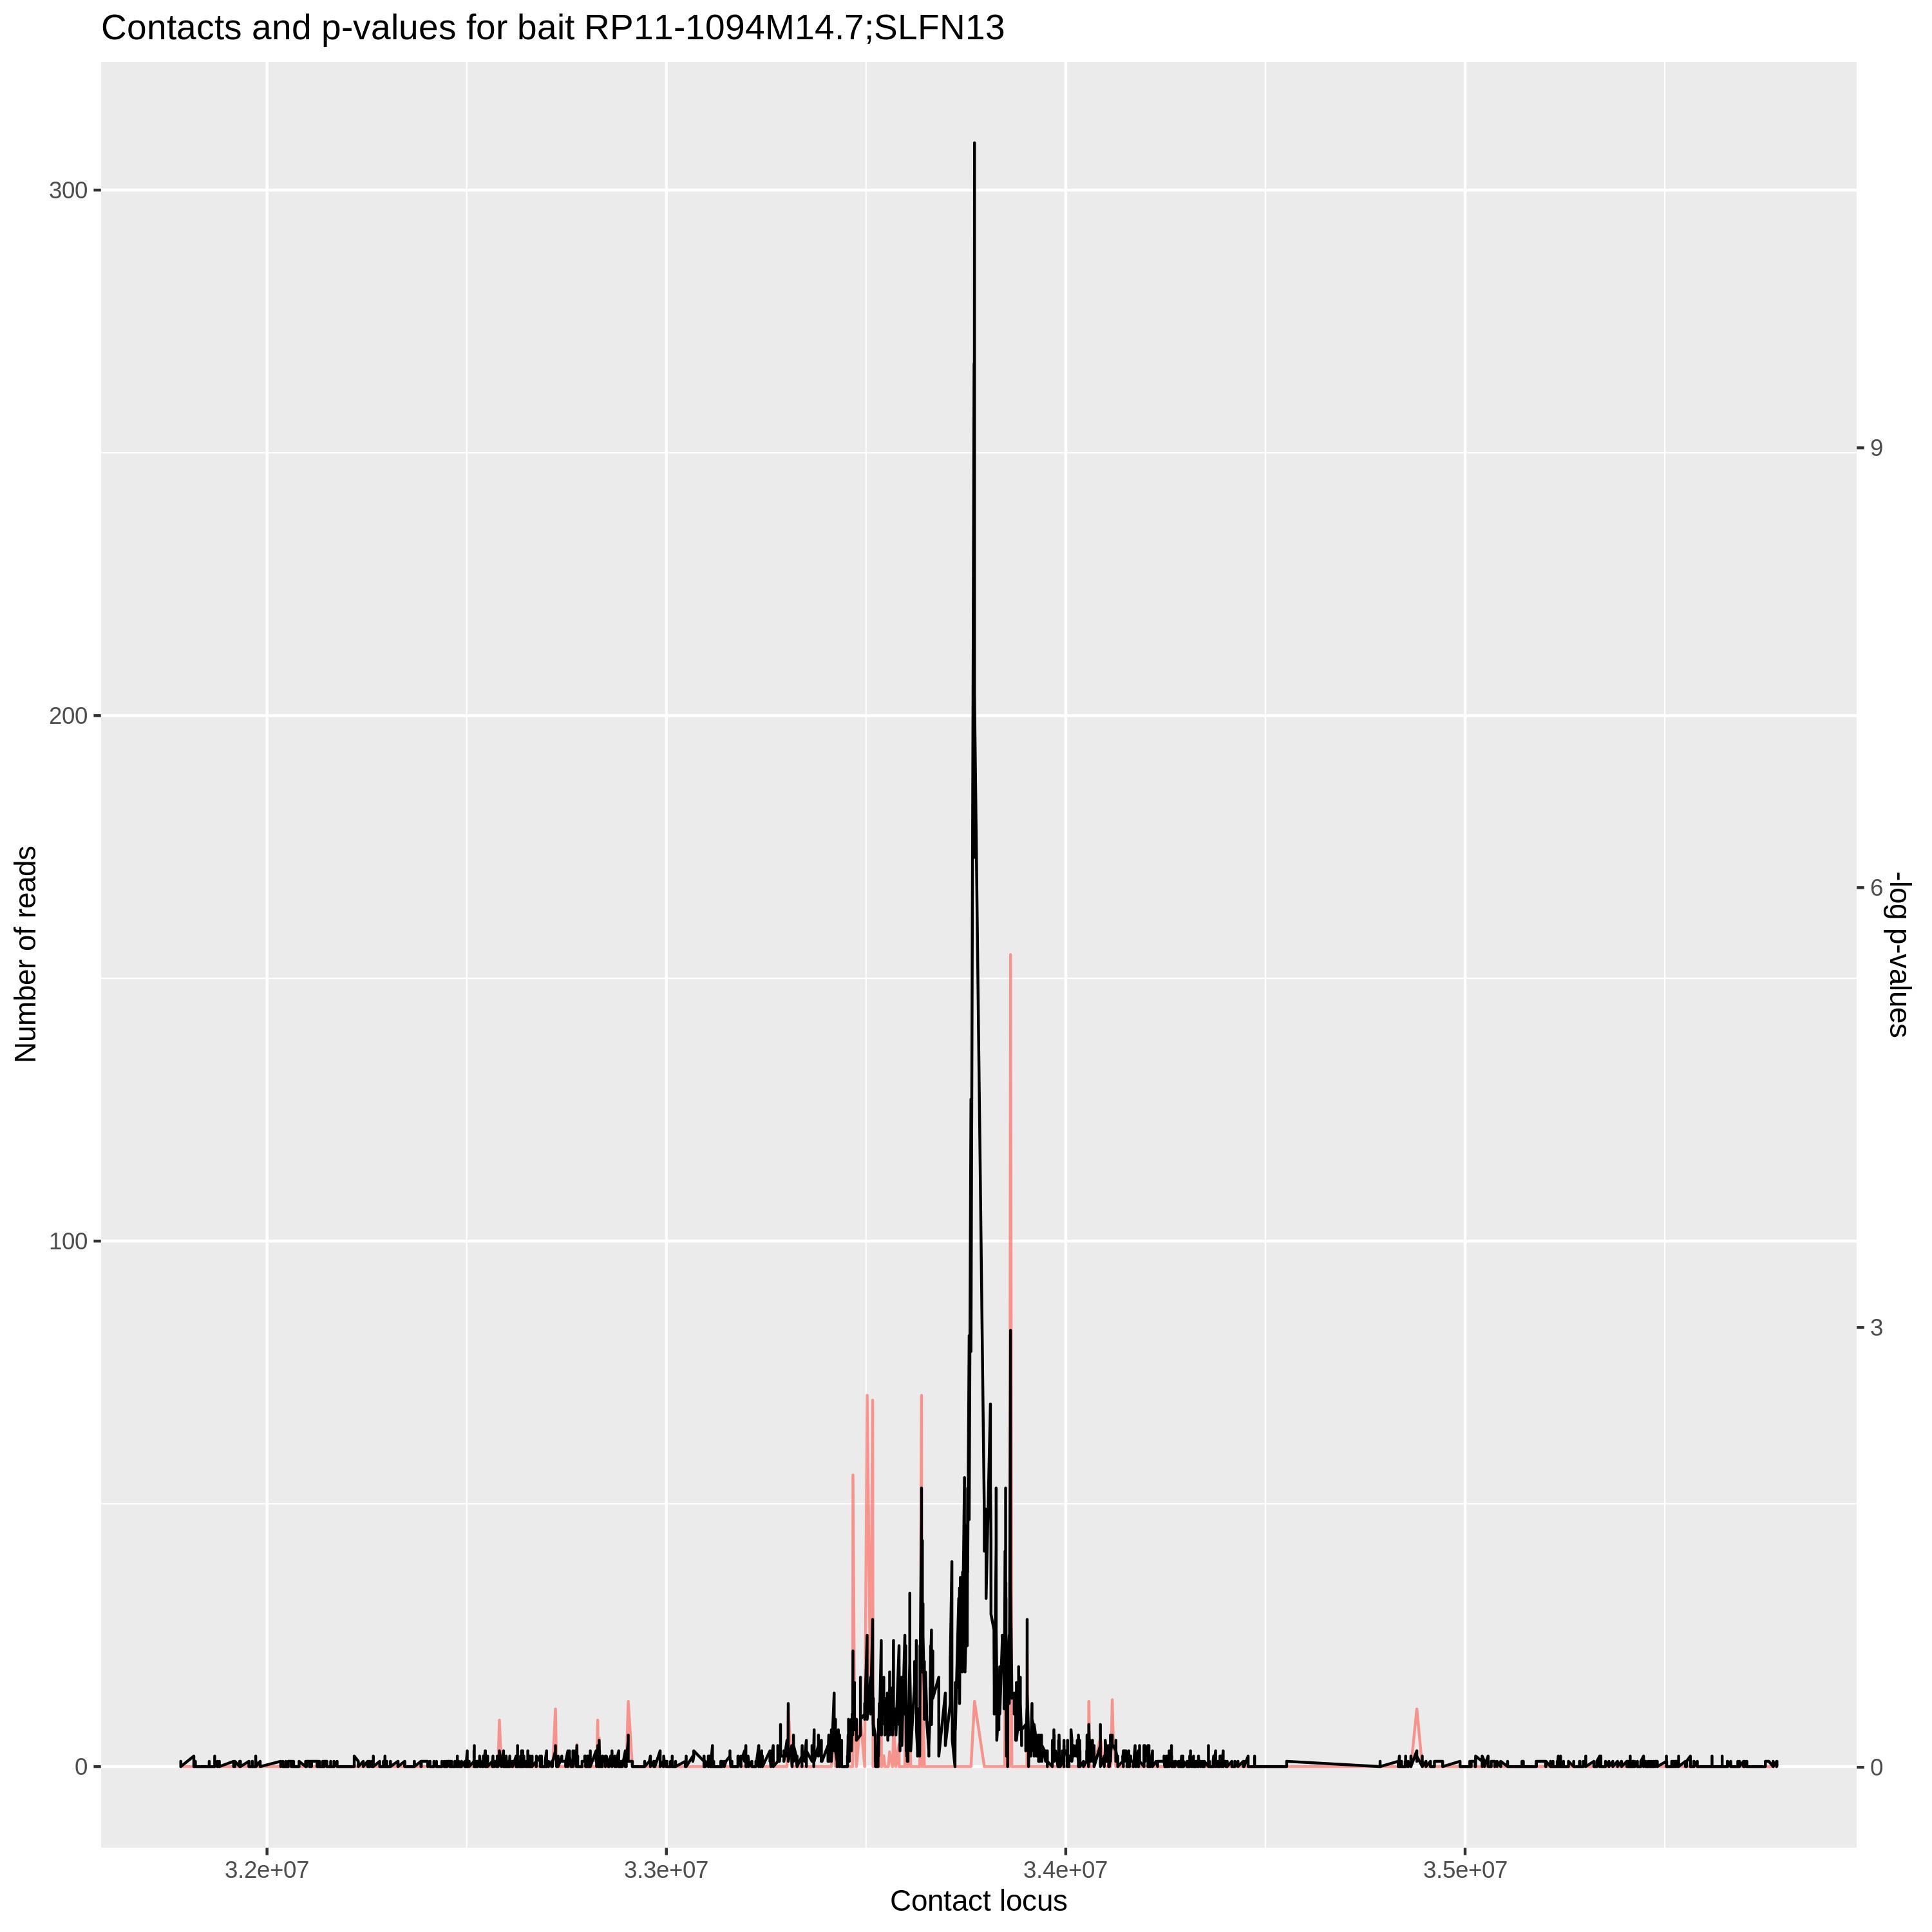 Contacts and p-values for bait RP11-1094M14.7;SLFN13
300
200
100
0
Number of reads
9
6
3
0
-log p-values
3.2e+07
3.3e+07
3.4e+07
3.5e+07
Contact locus